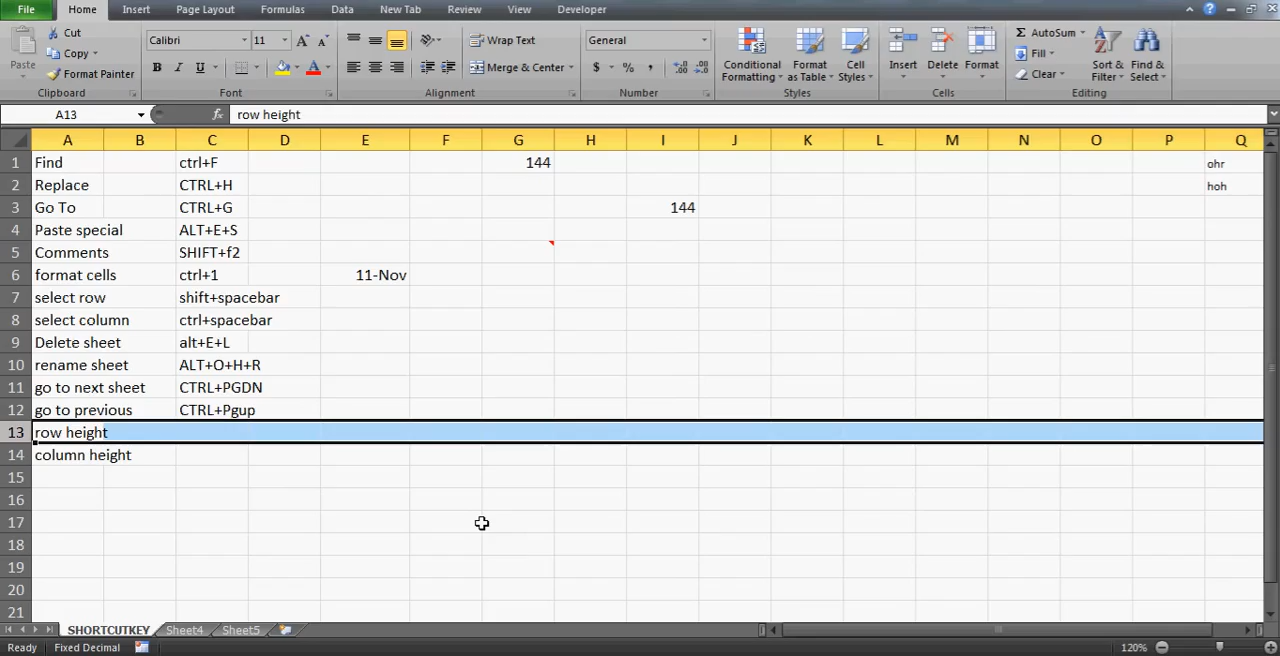 File Home Insert Page Layout Formulas Data New Tab Review View Developer
Paste Cut Copy Format Painter
Clipboard
Calibri 11 A A
B I U A
Font
Wrap Text
Merge & Center
Alignment
General
$ % , .0 .00 .00 .0
Number
Conditional Formatting Format as Table Cell Styles
Styles
Insert Delete Format
Cells
Σ AutoSum Fill Clear Sort & Filter Find & Select
Editing
A13 fx row height
A B C D E F G H I J K L M N O P Q
1 Find ctrl+F 144 ohr
2 Replace CTRL+H hoh
3 Go To CTRL+G 144
4 Paste special ALT+E+S
5 Comments SHIFT+f2
6 format cells ctrl+1 11-Nov
7 select row shift+spacebar
8 select column ctrl+spacebar
9 Delete sheet alt+E+L
10 rename sheet ALT+O+H+R
11 go to next sheet CTRL+PGDN
12 go to previous CTRL+Pgup
13 row height
14 column height
15
16
17
18
19
20
21
SHORTCUTKEY Sheet4 Sheet5
Ready Fixed Decimal 120%